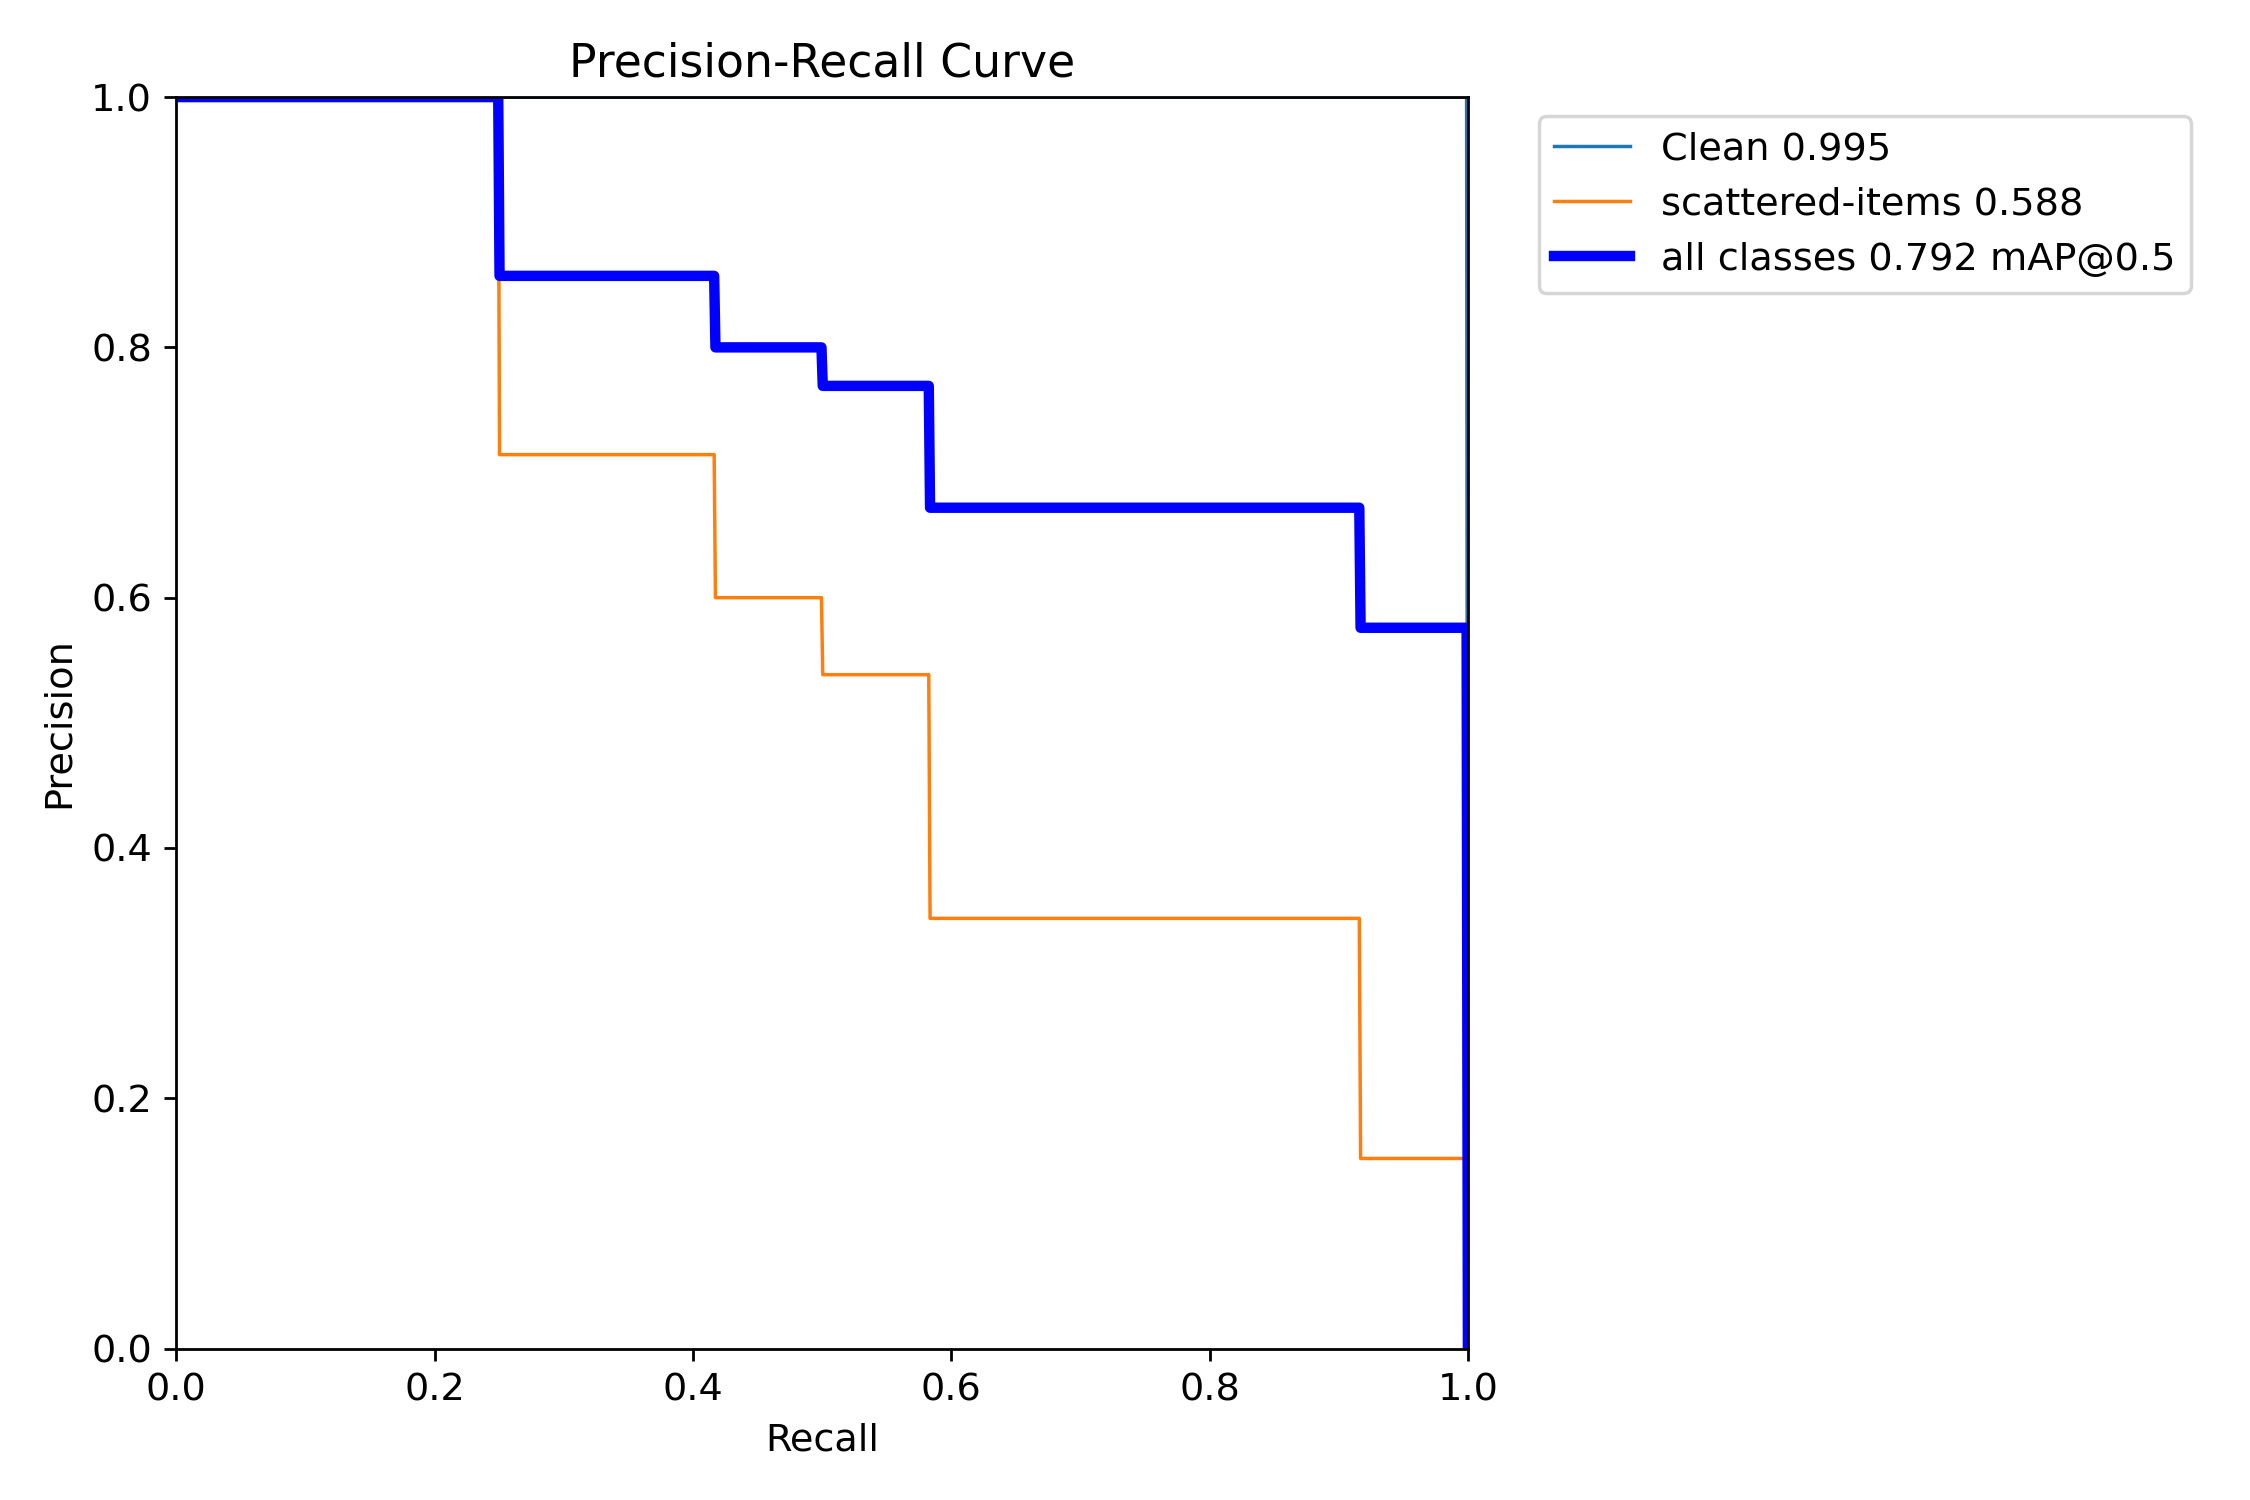 Precision-Recall Curve
Clean 0.995
scattered-items 0.588
all classes 0.792 mAP@0.5
Precision
1.0
0.8
0.6
0.4
0.2
0.0
0.0 0.2 0.4 0.6 0.8 1.0
Recall